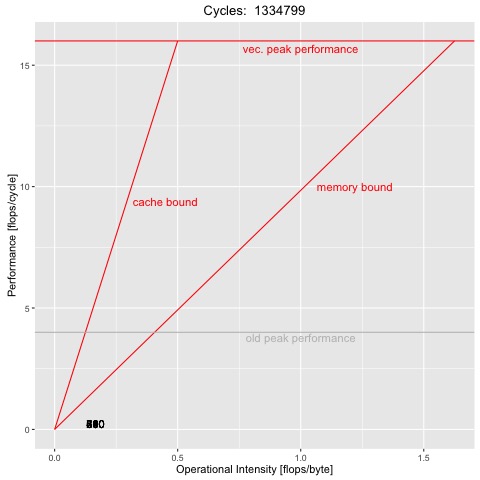 Cycles: 1334799
vec. peak performance
cache bound
memory bound
old peak performance
15
10
5
0
0.0
0.5
1.0
1.5
Performance [flops/cycle]
Operational Intensity [flops/byte]